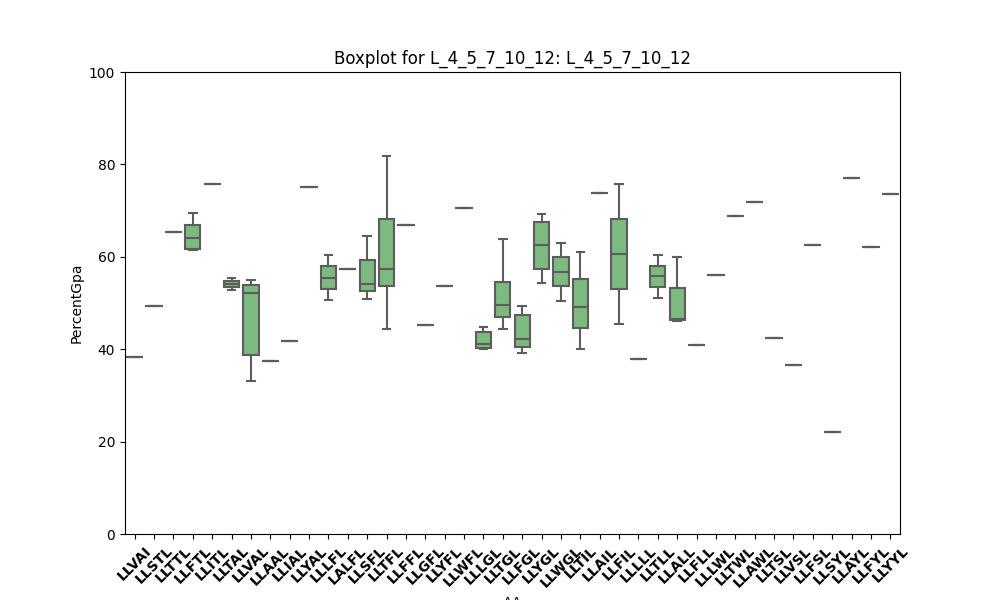 Boxplot for L_4_5_7_10_12: L_4_5_7_10_12
100
80
60
40
20
0
PercentGpa
LLVAI LLSTL LLTTL LLFTL LLITL LLTAL LLVAL LLAAL LLIAL LLYAL LLLFL LALFL LLSFL LLTFL LLFFL LLGFL LLYFL LLWFL LLLGL LLTGL LLFGL LLYGL LLWGL LLTIL LLAIL LLFIL LLLLL LLTLL LLALL LLFLL LLLWL LLTWL LLAWL LLTSL LLVSL LLFSL LLSYL LLAYL LLFYL LLYYL